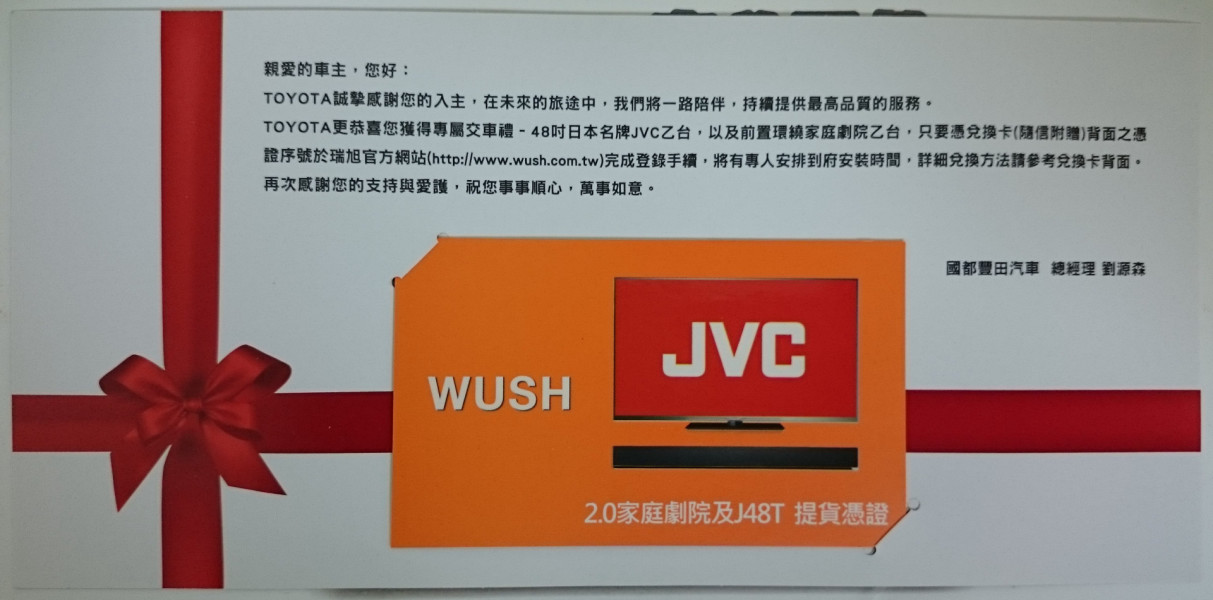 親愛的車主，您好：
TOYOTA誠摯感謝您的入主，在未來的旅途中，我們將一路陪伴，持續提供最高品質的服務。
TOYOTA更恭喜您獲得專屬交車禮－48吋日本名牌JVC乙台，以及前置環繞家庭劇院乙台，只要憑兌換卡(隨信附贈)背面之憑
證序號於瑞旭官方網站(http://www.wush.com.tw)完成登錄手續，將有專人安排到府安裝時間，詳細兌換方法請參考兌換卡背面。
再次感謝您的支持與愛護，祝您事事順心，萬事如意。
國都豐田汽車 總經理 劉源森
JVC
WUSH
2.0家庭劇院及J48T 提貨憑證